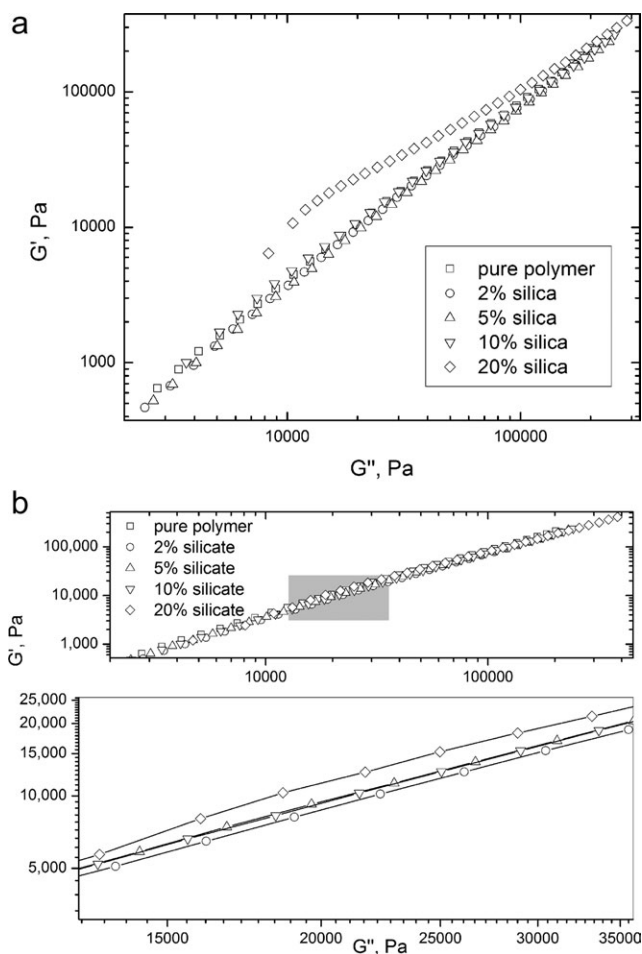 a
100000
10000
1000
G', Pa
pure polymer
2% silica
5% silica
10% silica
20% silica
10000
100000
G'', Pa
b
pure polymer
2% silicate
5% silicate
10% silicate
20% silicate
100,000
10,000
1,000
G', Pa
10000
100000
25,000
20,000
15,000
10,000
5,000
15000
20000
25000
30000
35000
G'', Pa